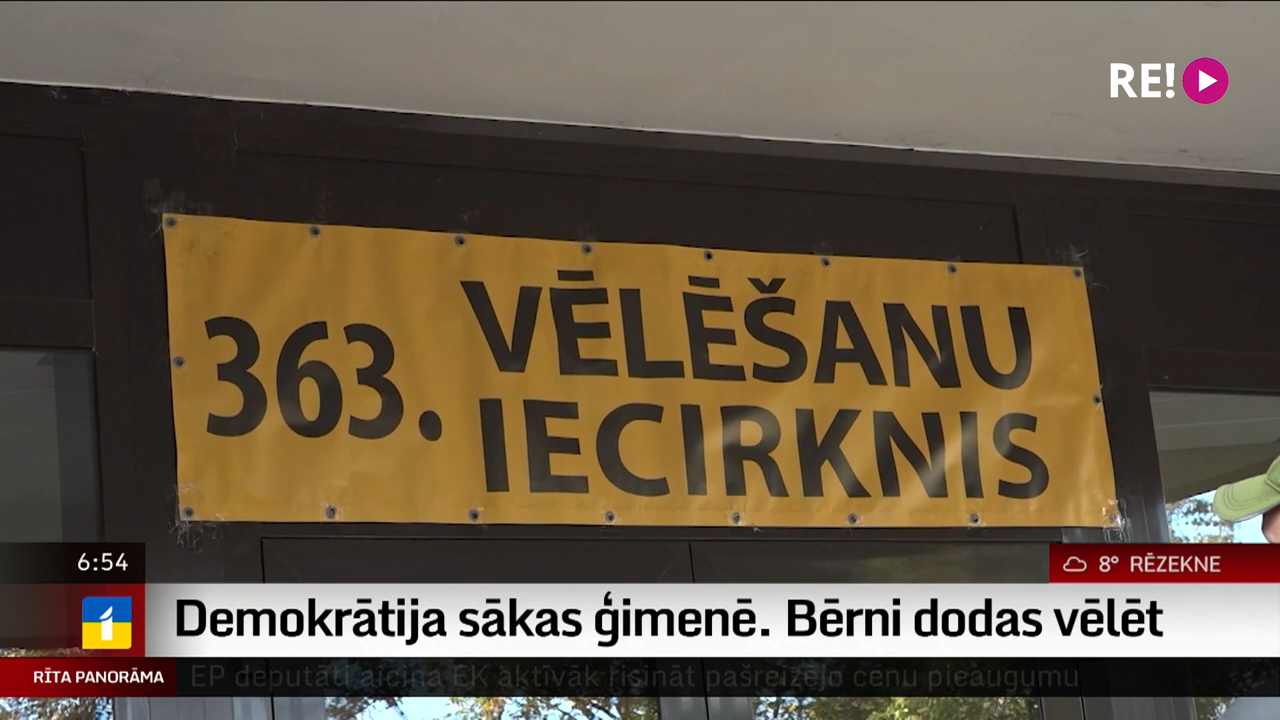 RE!
363. VĒLĒŠANU
IECIRKNIS
6:54
8° RĒZEKNE
1
Demokrātija sākas ģimenē. Bērni dodas vēlēt
RĪTA PANORĀMA
EP deputāti aicina EK aktīvāk risināt pašreizējo cenu pieaugumu